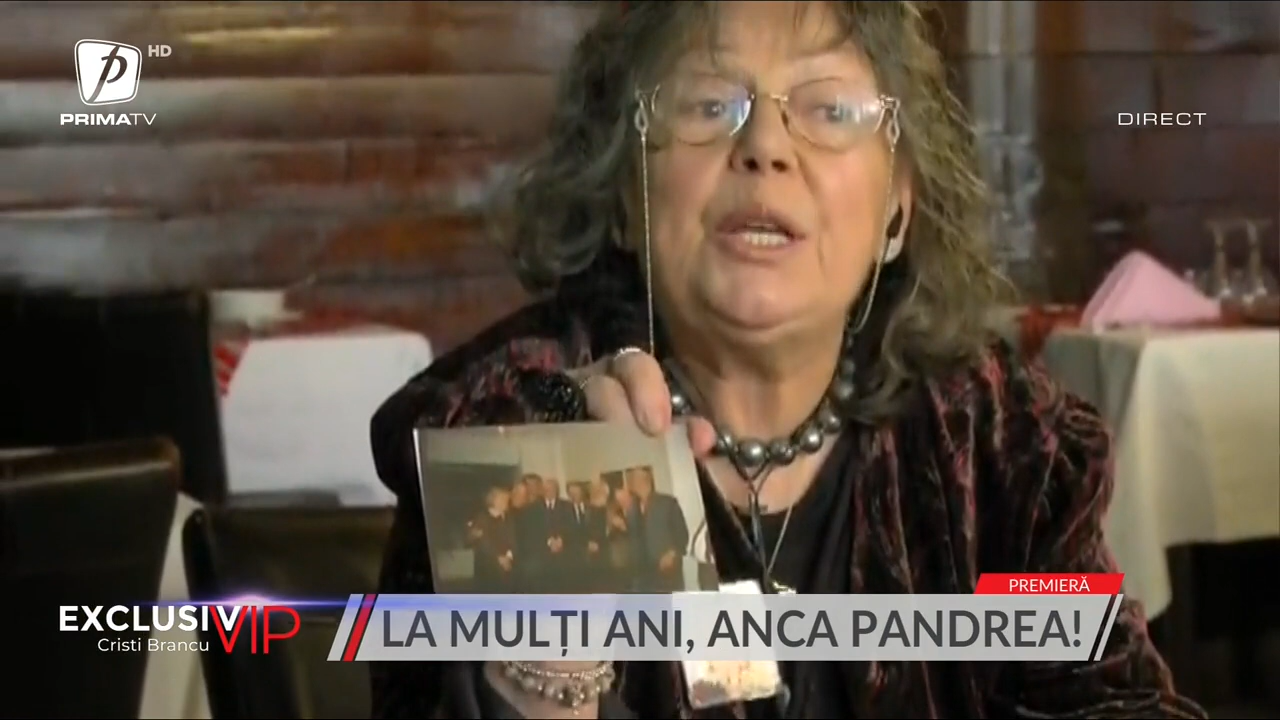 HD
PRIMATV
DIRECT
PREMIERĂ
EXCLUSIV VIP
Cristi Brancu
LA MULȚI ANI, ANCA PANDREA!